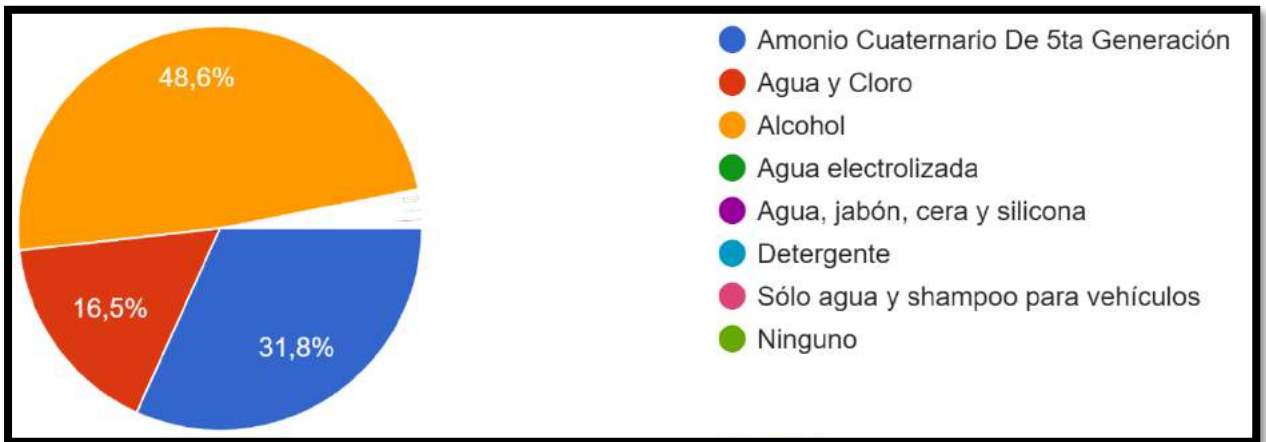 48,6%
16,5%
31,8%
Amonio Cuaternario De 5ta Generación
Agua y Cloro
Alcohol
Agua electrolizada
Agua, jabón, cera y silicona
Detergente
Sólo agua y shampoo para vehículos
Ninguno